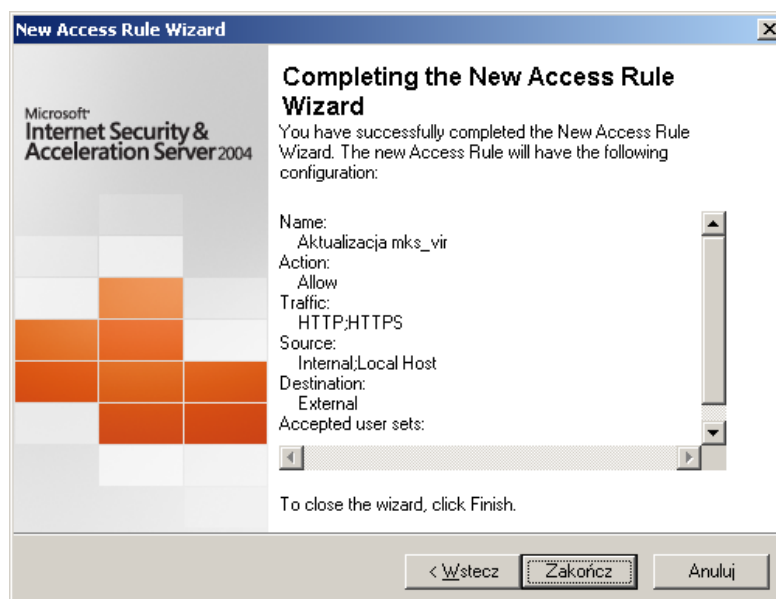 New Access Rule Wizard
Microsoft
Internet Security &
Acceleration Server 2004
Completing the New Access Rule
Wizard
You have successfully completed the New Access Rule
Wizard. The new Access Rule will have the following
configuration:
Name:
Aktualizacja mks_vir
Action:
Allow
Traffic:
HTTP;HTTPS
Source:
Internal;Local Host
Destination:
External
Accepted user sets:
To close the wizard, click Finish.
< Wstecz
Zakończ
Anuluj